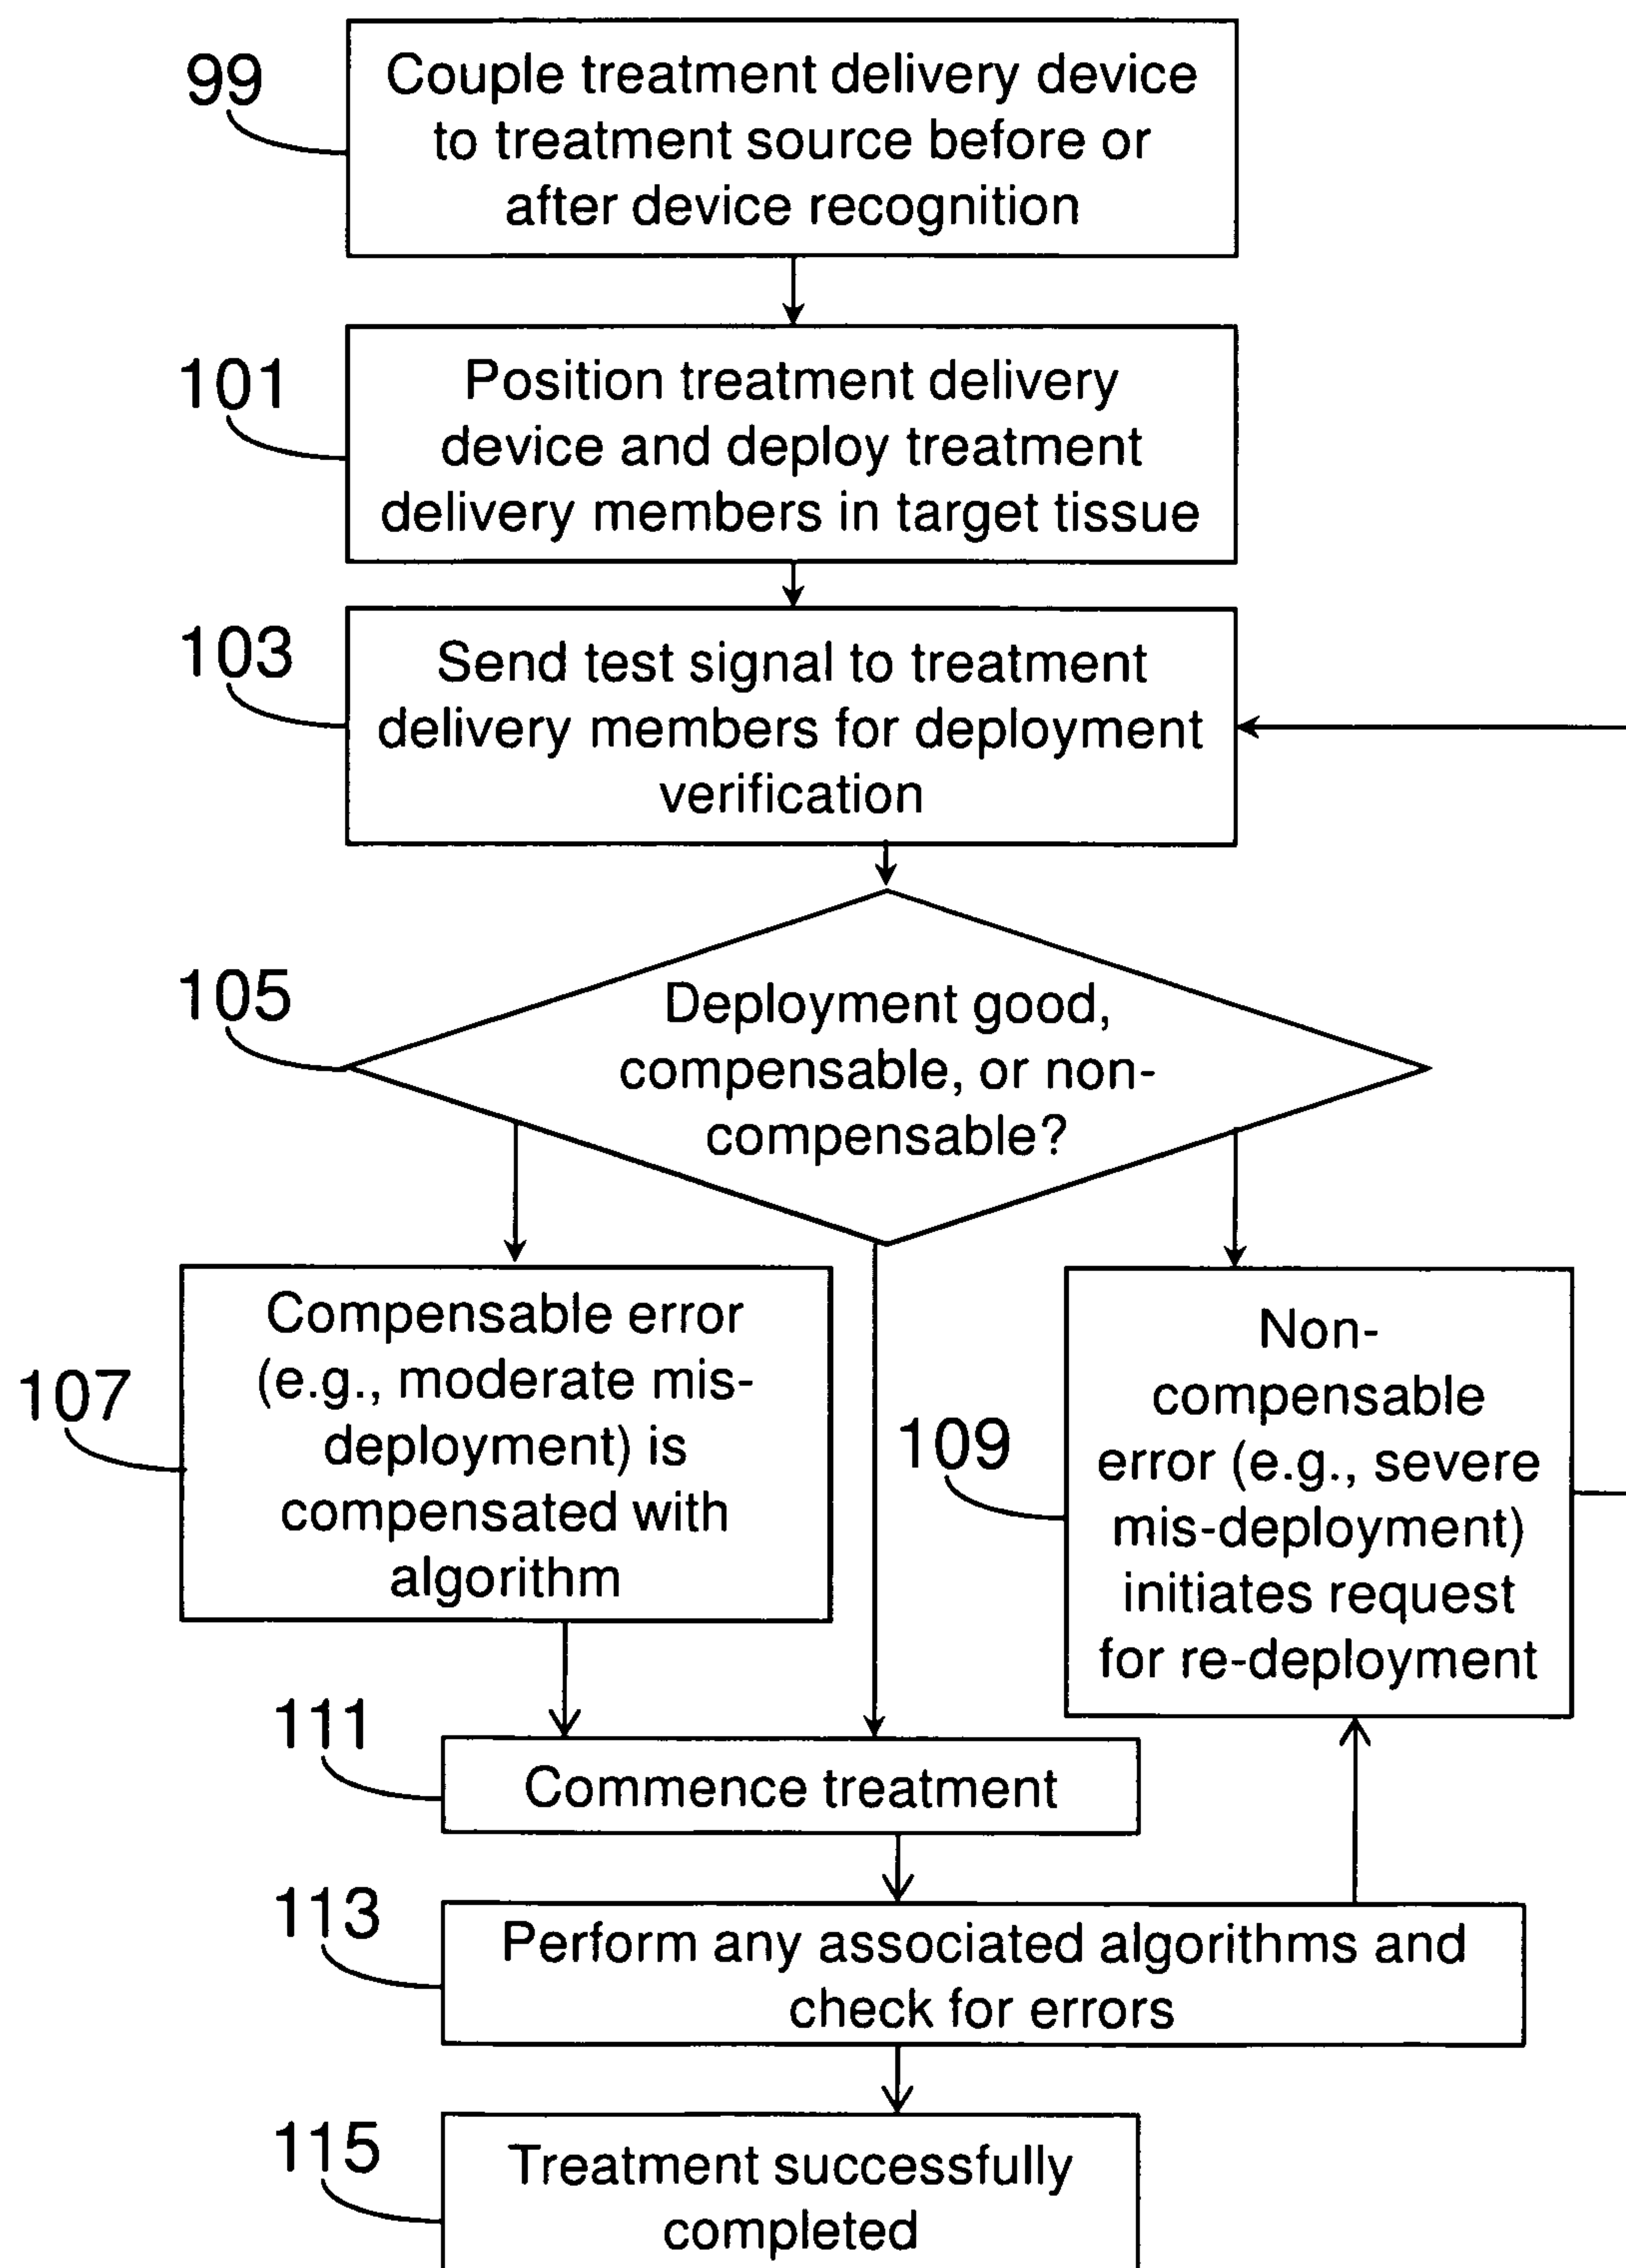 99
Couple treatment delivery device
to treatment source before or
after device recognition
101
Position treatment delivery
device and deploy treatment
delivery members in target tissue
103
Send test signal to treatment
delivery members for deployment
verification
105
Deployment good,
compensable, or non-
compensable?
107
Compensable error
(e.g., moderate mis-
deployment) is
compensated with
algorithm
109
Non-
compensable
error (e.g., severe
mis-deployment)
initiates request
for re-deployment
111
Commence treatment
113
Perform any associated algorithms and
check for errors
115
Treatment successfully
completed